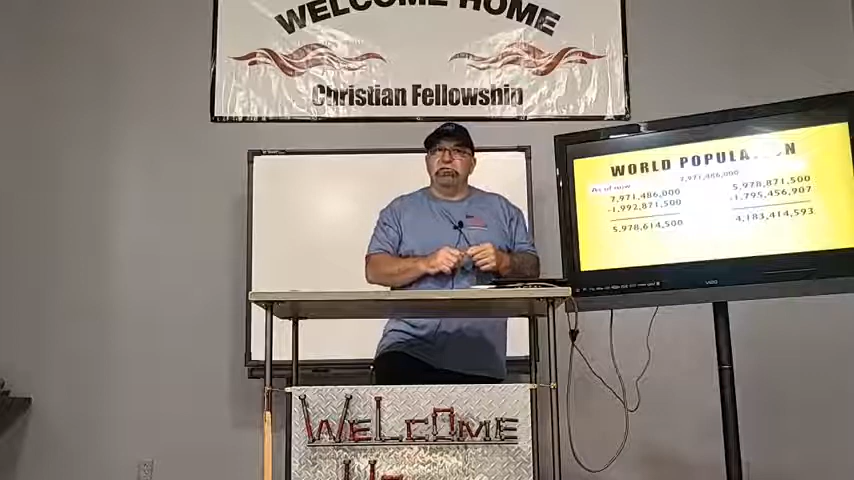 WELCOME HOME
Christian Fellowship
WORLD POPULATION
7,971,486,000
As of now
7,971,486,000
-1,992,871,500
5,978,614,500
5,978,871,500
-1,795,456,907
4,183,414,593
VIZIO
WELCOME